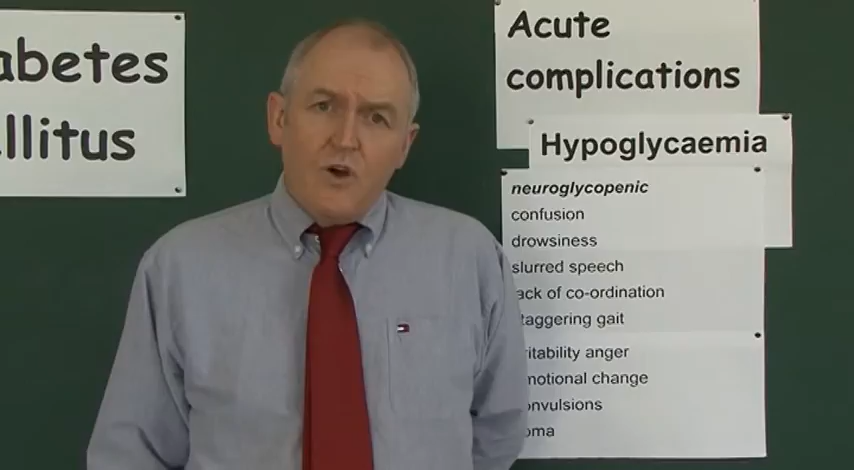 abetes
llitus
Acute
complications
Hypoglycaemia
neuroglycopenic
confusion
drowsiness
slurred speech
ack of co-ordination
taggering gait
ritability anger
motional change
onvulsions
oma